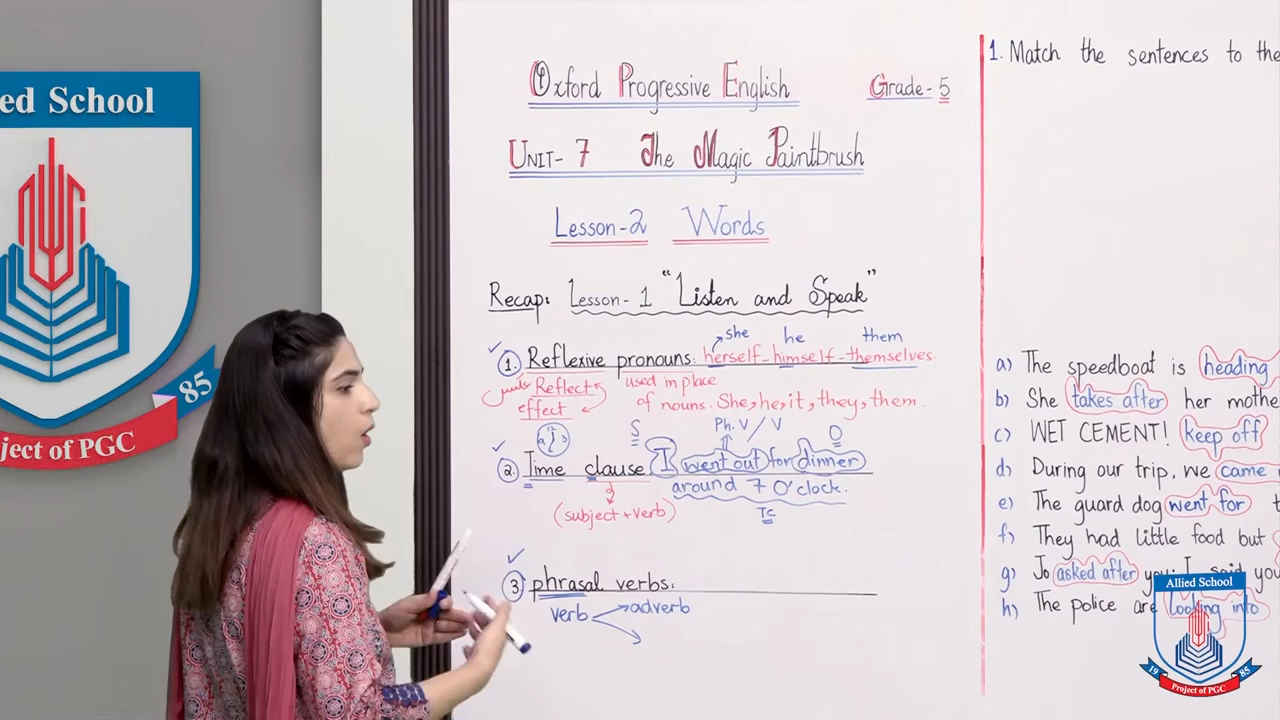 ed School
85
ject of PGC
Oxford Progressive English Grade-5
UNIT-7 The Magic Paintbrush
Lesson-2 Words
Recap: Lesson-1 "Listen and Speak"
she he them
1. Reflexive pronouns: herself-himself-themselves.
Reflect used in place
effect of nouns. She, he, it, they, them.
S Ph.V / V O
2. Time clause I went out for dinner
around 7 O'clock.
(subject+verb) TC
3 phrasal verbs:
verb adverb
1. Match the sentences to the
a) The speedboat is heading
b) She takes after her mothe
c) WET CEMENT! keep off
d) During our trip, we came
e) The guard dog went for t
f) They had little food but
g) Jo asked after you; I said you
h) The police are looking into
Allied School
19 85
Project of PGC